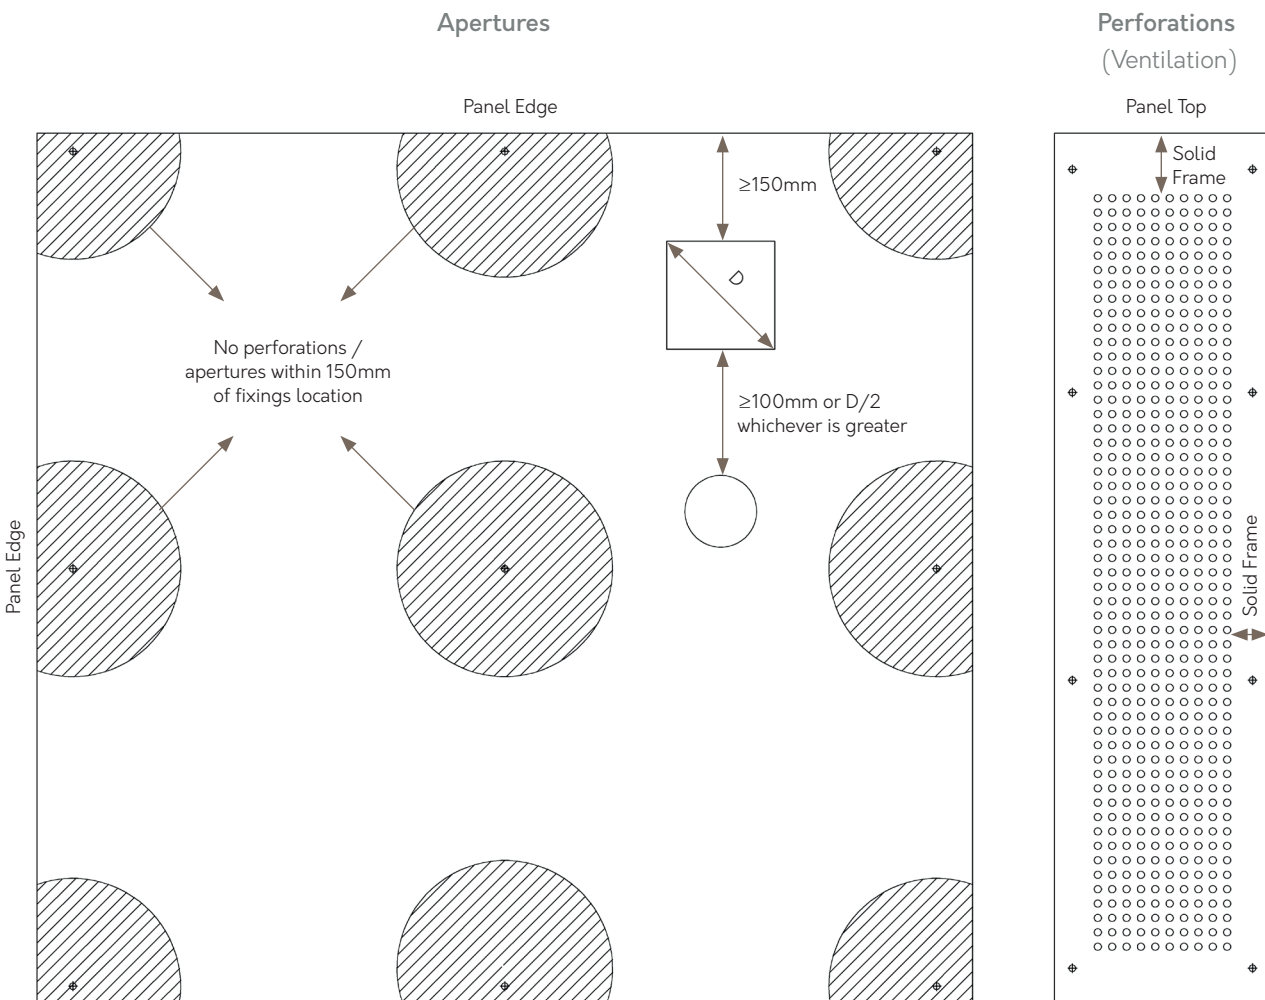 Apertures
Perforations
(Ventilation)
Panel Edge
Panel Top
≥150mm
Solid
Frame
D
No perforations /
apertures within 150mm
of fixings location
≥100mm or D/2
whichever is greater
Panel Edge
Solid Frame